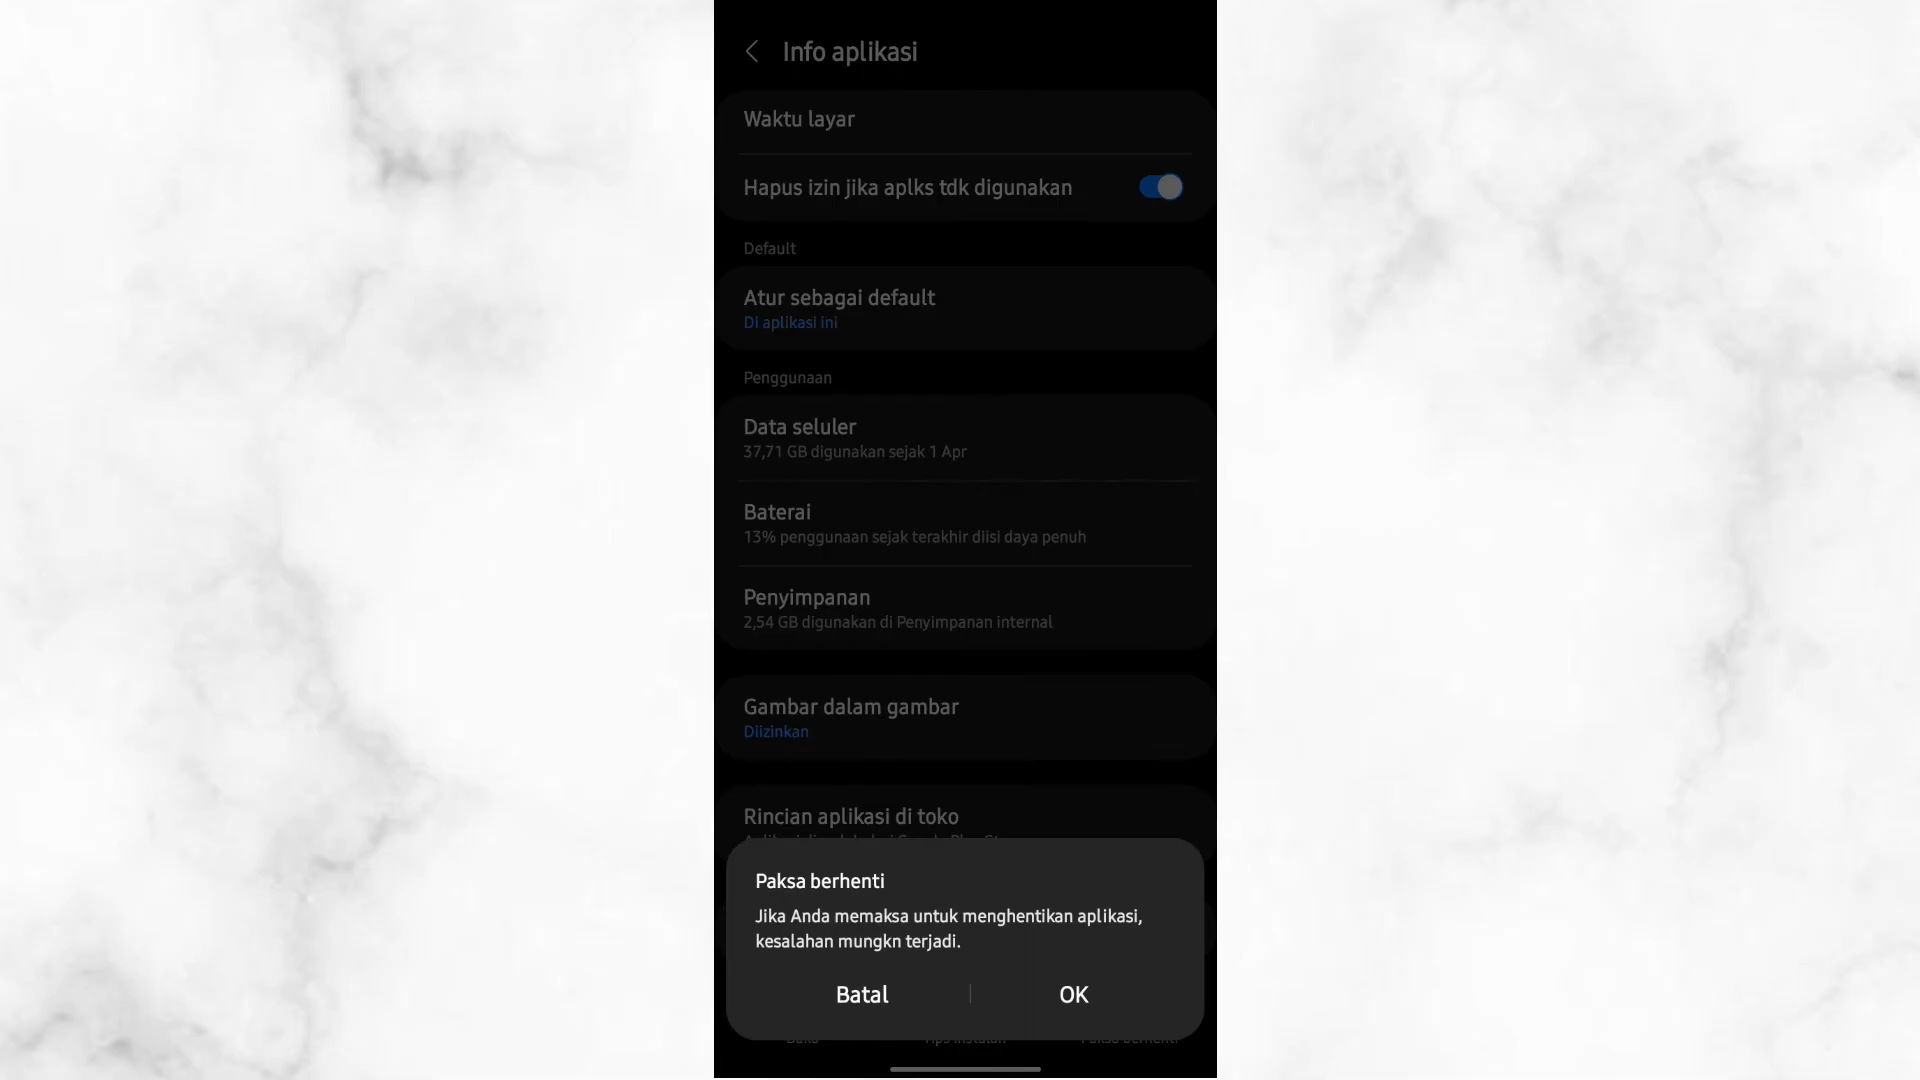 Info aplikasi
Waktu layar
Hapus izin jika aplks tdk digunakan
Default
Atur sebagai default
Di aplikasi ini
Penggunaan
Data seluler
37,71 GB digunakan sejak 1 Apr
Baterai
13% penggunaan sejak terakhir diisi daya penuh
Penyimpanan
2,54 GB digunakan di Penyimpanan internal
Gambar dalam gambar
Diizinkan
Rincian aplikasi di toko
Paksa berhenti
Jika Anda memaksa untuk menghentikan aplikasi,
kesalahan mungkn terjadi.
Batal
OK